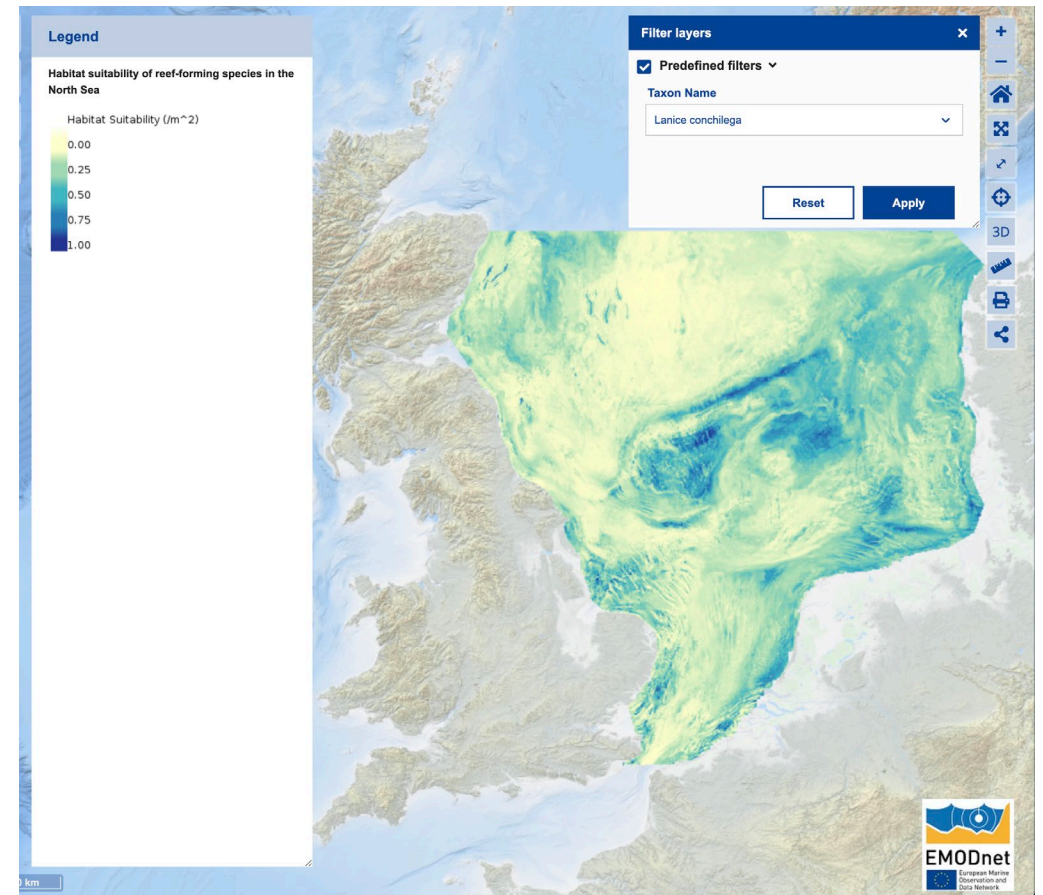 Legend
Habitat suitability of reef-forming species in the
North Sea
Habitat Suitability (/m^2)
0.00
0.25
0.50
0.75
1.00
Filter layers
Predefined filters
Taxon Name
Lanice conchilega
Reset
Apply
3D
EMODnet
European Marine
Observation and
Data Network
km